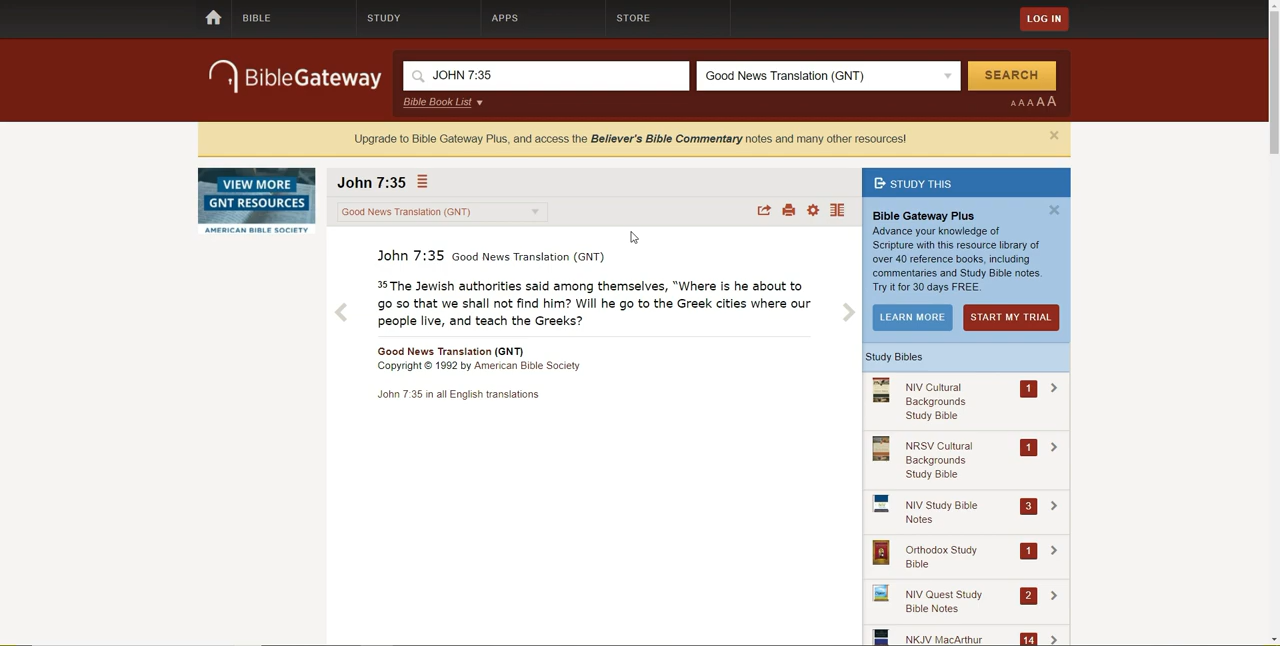 BIBLE STUDY APPS STORE LOG IN
BibleGateway
JOHN 7:35
Good News Translation (GNT)
SEARCH
Bible Book List
A A A A A
Upgrade to Bible Gateway Plus, and access the Believer's Bible Commentary notes and many other resources!
VIEW MORE
GNT RESOURCES
AMERICAN BIBLE SOCIETY
John 7:35
Good News Translation (GNT)
John 7:35 Good News Translation (GNT)
35 The Jewish authorities said among themselves, “Where is he about to
go so that we shall not find him? Will he go to the Greek cities where our
people live, and teach the Greeks?
Good News Translation (GNT)
Copyright © 1992 by American Bible Society
John 7:35 in all English translations
STUDY THIS
Bible Gateway Plus
Advance your knowledge of
Scripture with this resource library of
over 40 reference books, including
commentaries and Study Bible notes.
Try it for 30 days FREE.
LEARN MORE
START MY TRIAL
Study Bibles
NIV Cultural
Backgrounds
Study Bible
1
NRSV Cultural
Backgrounds
Study Bible
1
NIV Study Bible
Notes
3
Orthodox Study
Bible
1
NIV Quest Study
Bible Notes
2
NKJV MacArthur
14